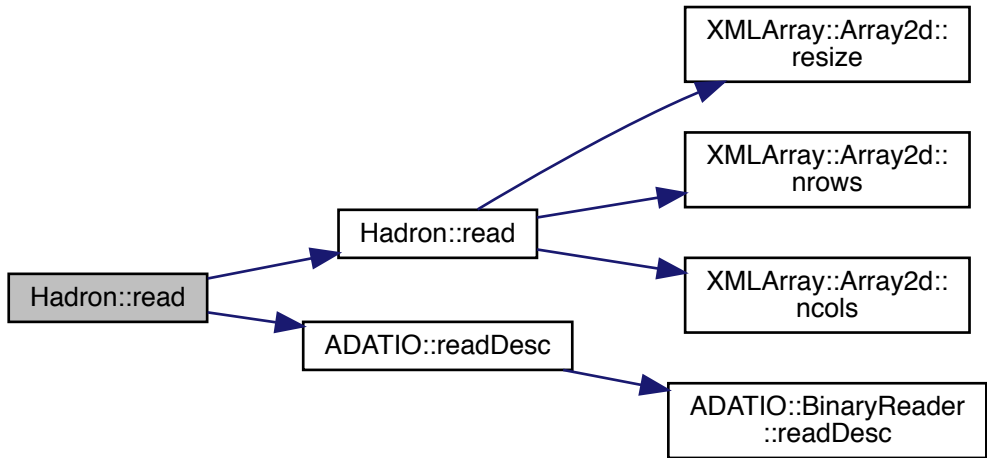 Hadron::read
Hadron::read
ADATIO::readDesc
XMLArray::Array2d::
resize
XMLArray::Array2d::
nrows
XMLArray::Array2d::
ncols
ADATIO::BinaryReader
::readDesc